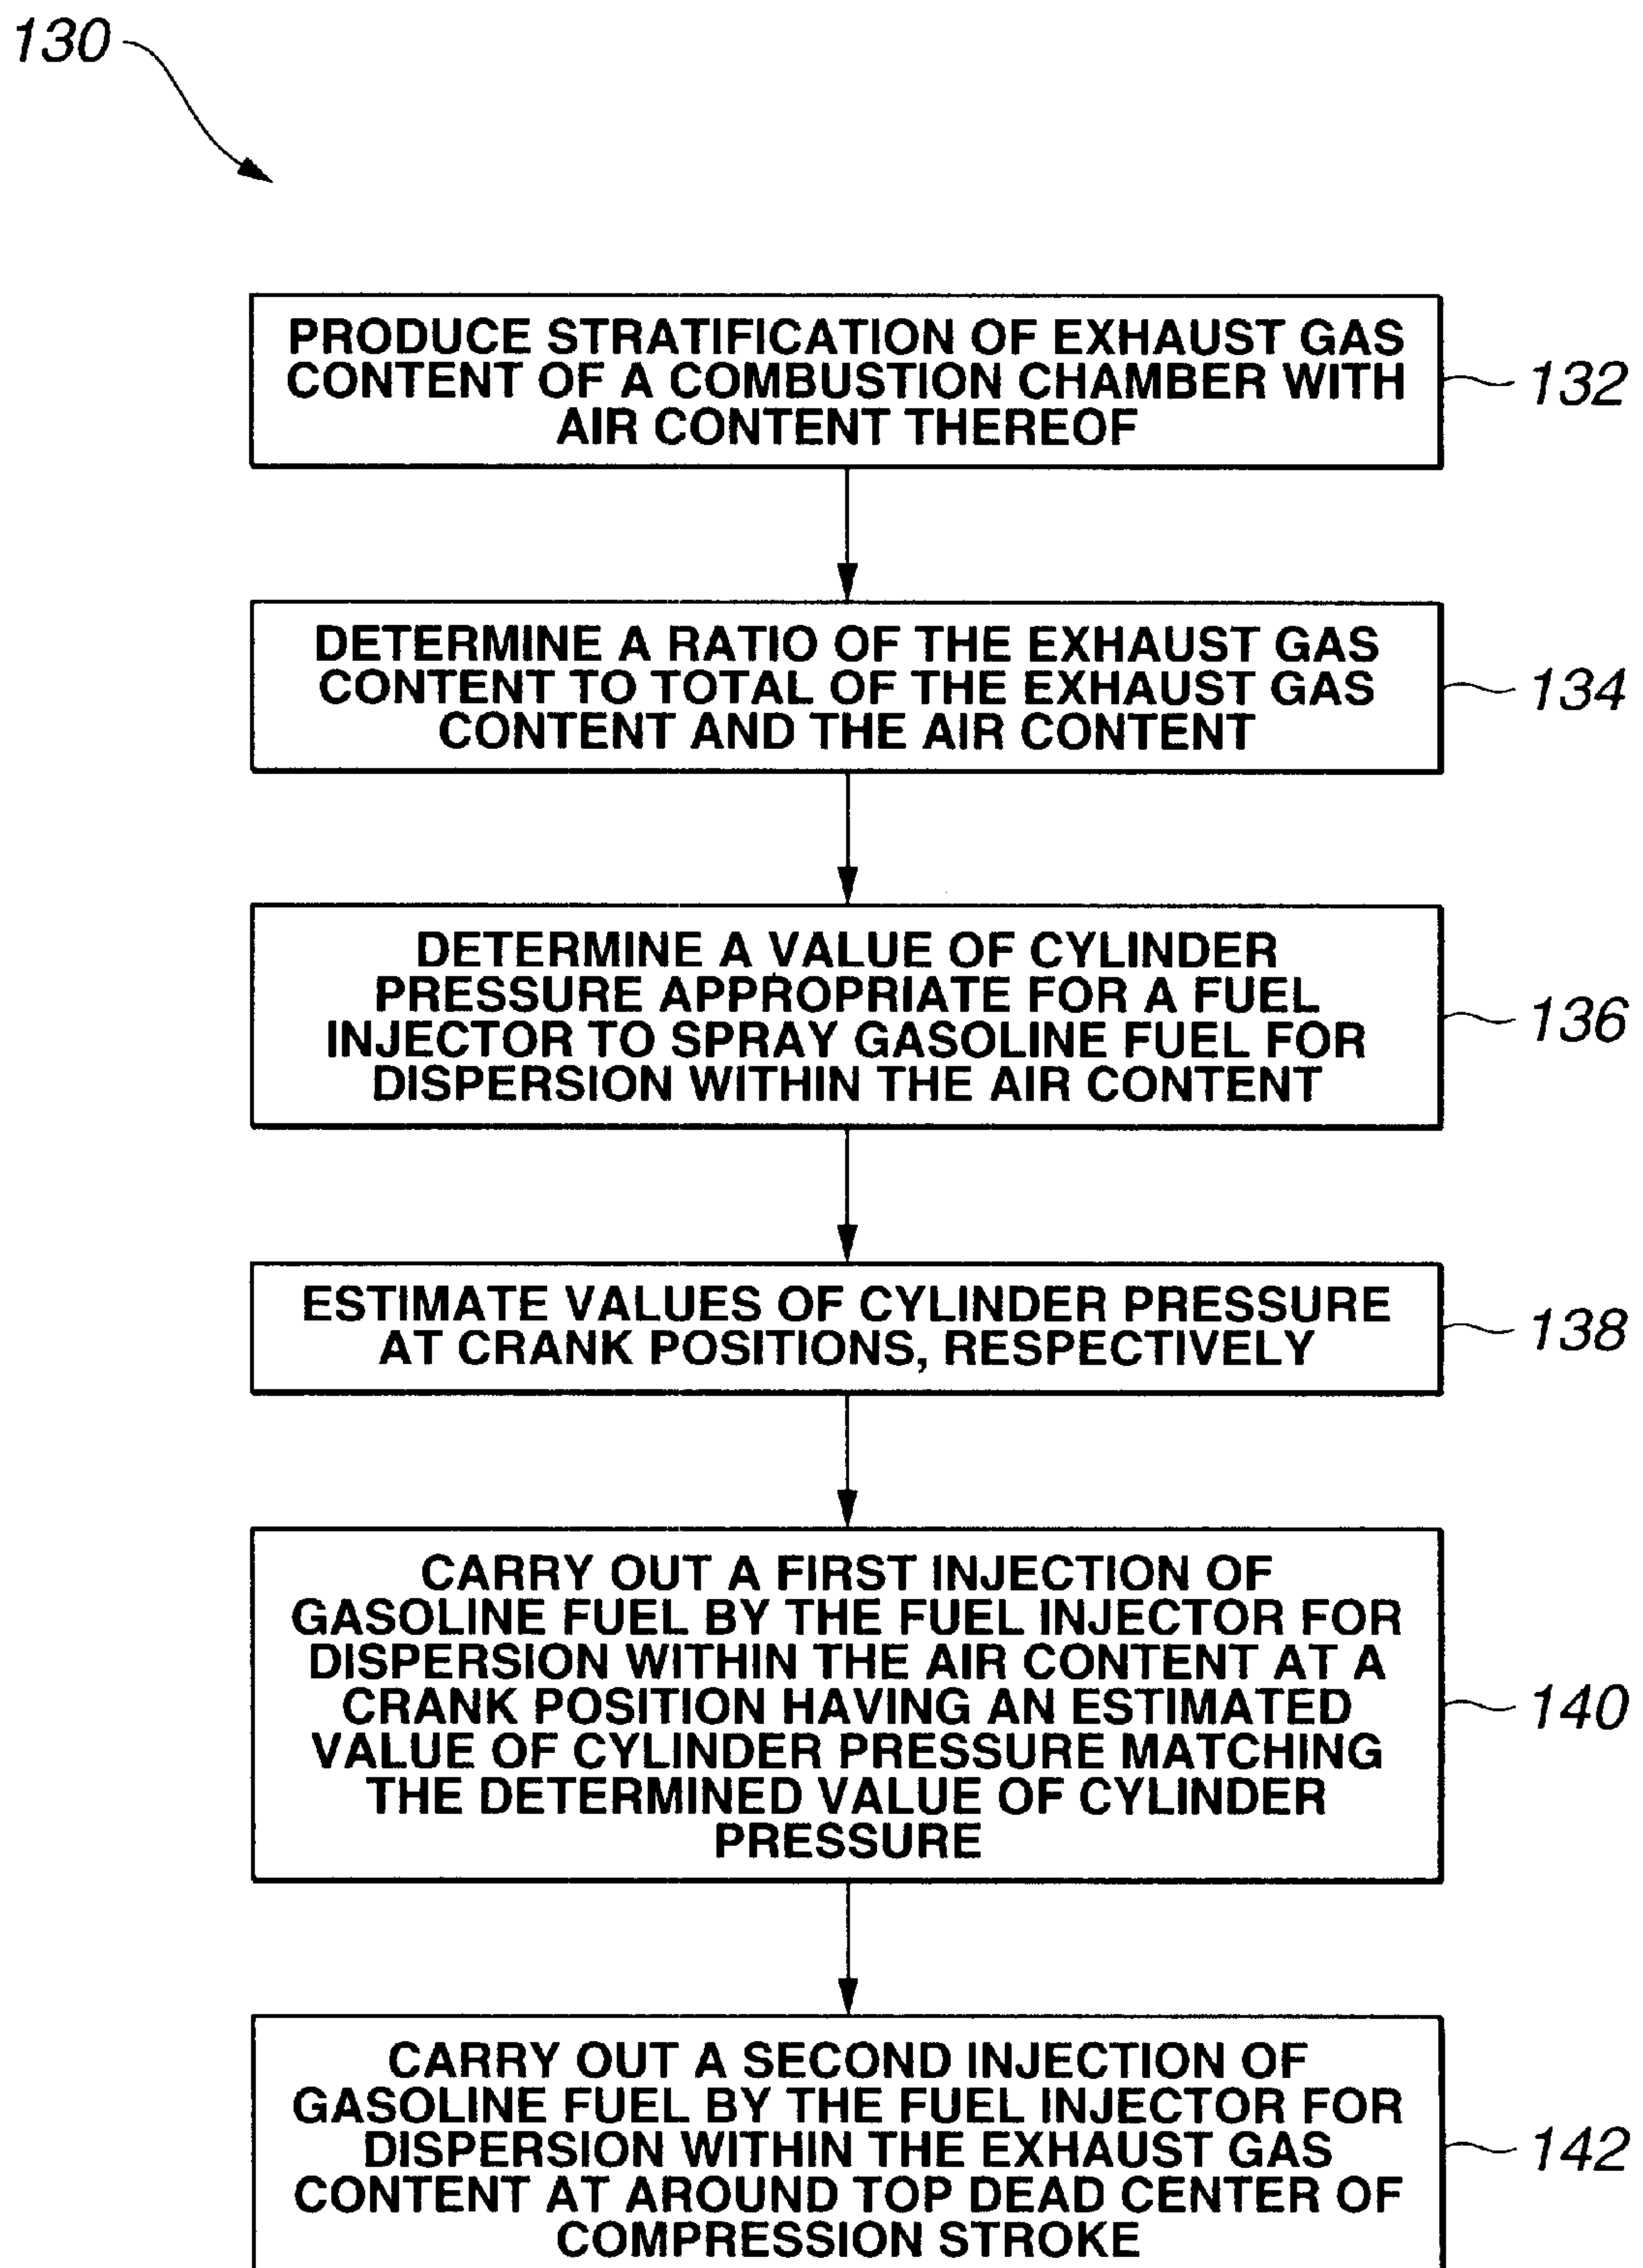 130
PRODUCE STRATIFICATION OF EXHAUST GAS
CONTENT OF A COMBUSTION CHAMBER WITH
AIR CONTENT THEREOF
132
DETERMINE A RATIO OF THE EXHAUST GAS
CONTENT TO TOTAL OF THE EXHAUST GAS
CONTENT AND THE AIR CONTENT
134
DETERMINE A VALUE OF CYLINDER
PRESSURE APPROPRIATE FOR A FUEL
INJECTOR TO SPRAY GASOLINE FUEL FOR
DISPERSION WITHIN THE AIR CONTENT
136
ESTIMATE VALUES OF CYLINDER PRESSURE
AT CRANK POSITIONS, RESPECTIVELY
138
CARRY OUT A FIRST INJECTION OF
GASOLINE FUEL BY THE FUEL INJECTOR FOR
DISPERSION WITHIN THE AIR CONTENT AT A
CRANK POSITION HAVING AN ESTIMATED
VALUE OF CYLINDER PRESSURE MATCHING
THE DETERMINED VALUE OF CYLINDER
PRESSURE
140
CARRY OUT A SECOND INJECTION OF
GASOLINE FUEL BY THE FUEL INJECTOR FOR
DISPERSION WITHIN THE EXHAUST GAS
CONTENT AT AROUND TOP DEAD CENTER OF
COMPRESSION STROKE
142